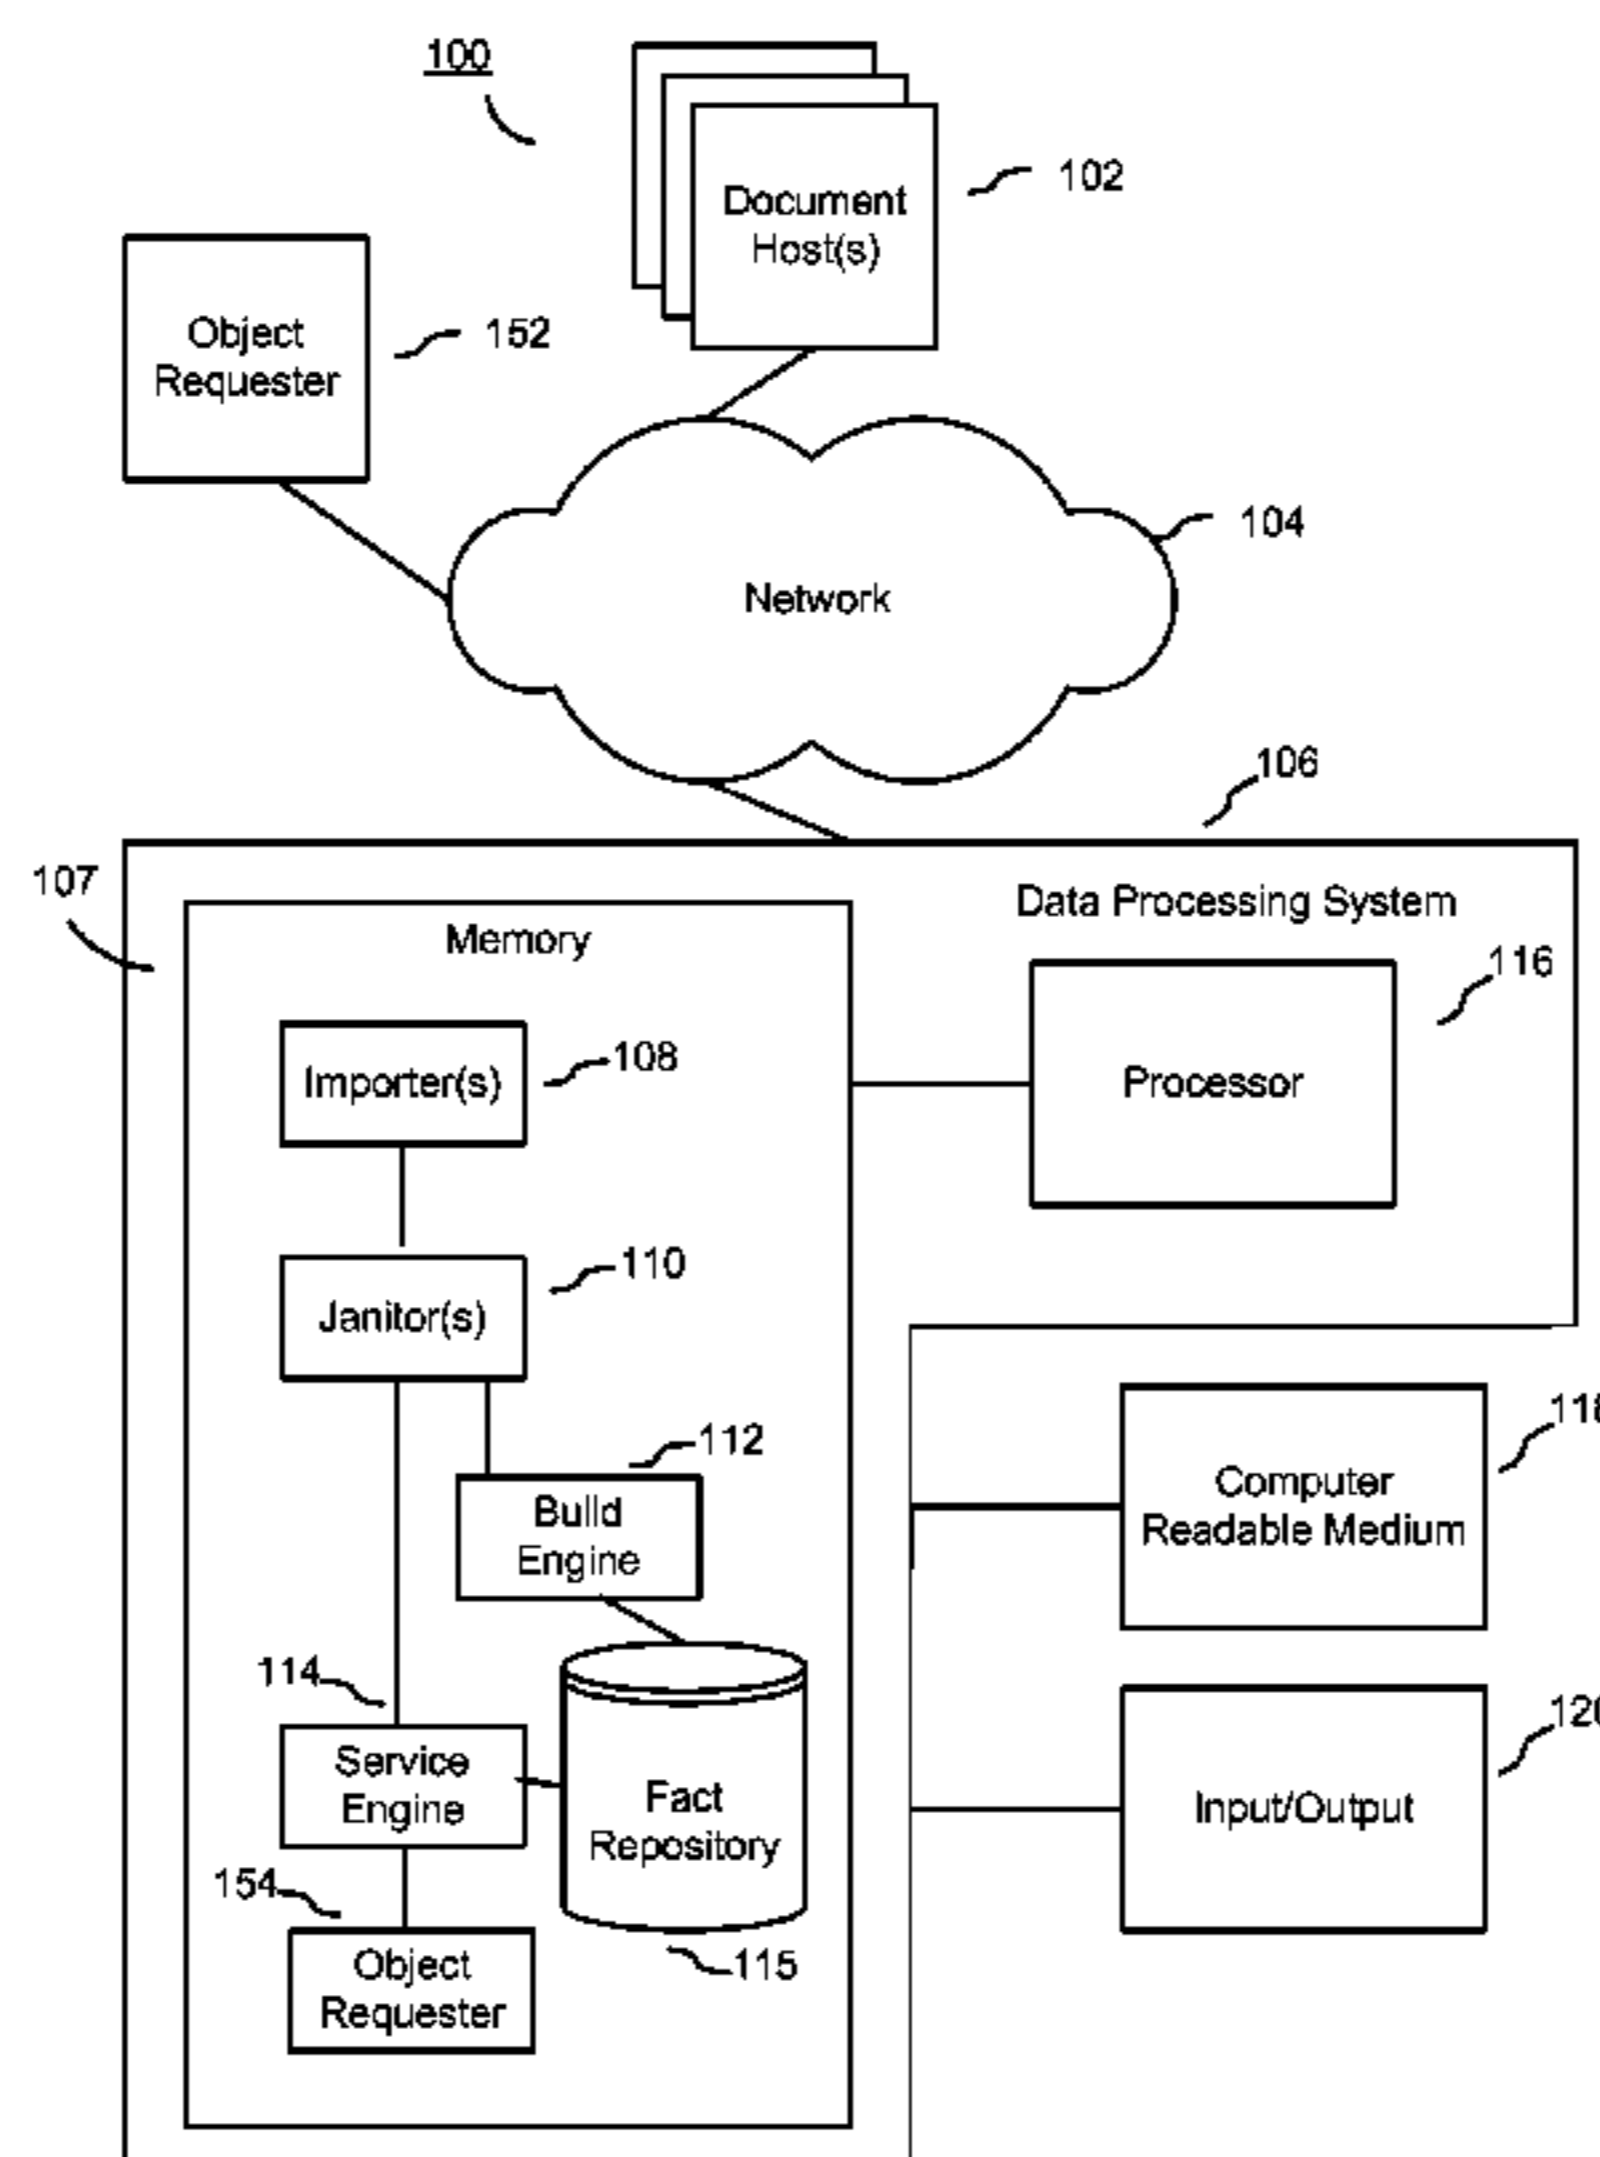 100
102
Document
Host(s)
Object
Requester
152
104
Network
106
107
Data Processing System
Memory
116
Importer(s)
108
Processor
110
Janitor(s)
118
112
Computer
Readable Medium
Build
Engine
114
120
Service
Engine
Fact
Repository
Input/Output
154
115
Object
Requester